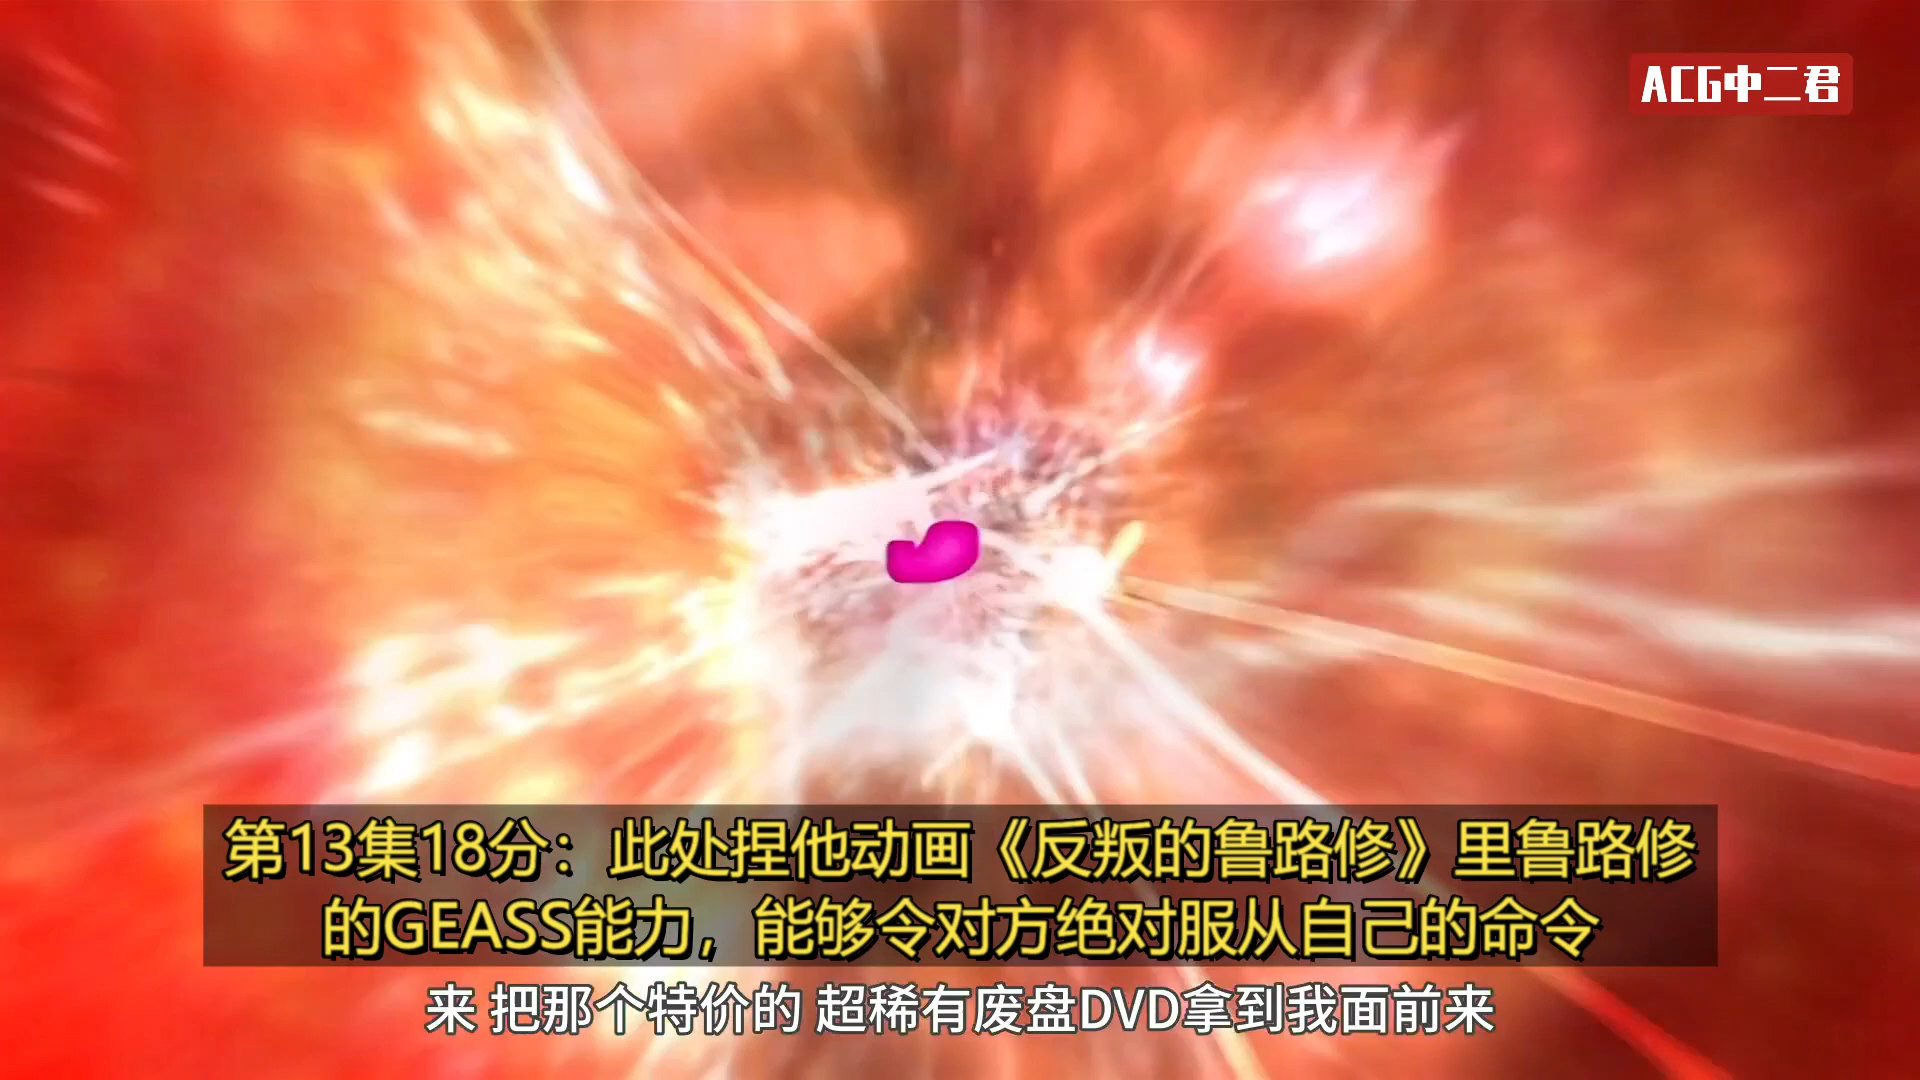 ACG中二君
第13集18分：此处捏他动画《反叛的鲁路修》里鲁路修
的GEASS能力，能够令对方绝对服从自己的命令
来 把那个特价的 超稀有废盘DVD拿到我面前来